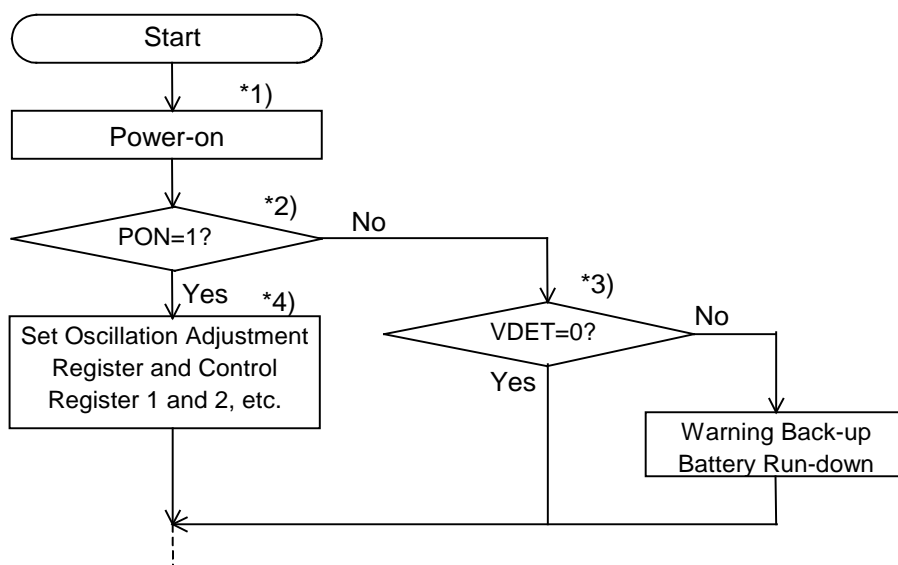 Start
*1)
Power-on
*2)
No
PON=1?
Yes
*4)
*3)
Set Oscillation Adjustment
Register and Control
Register 1 and 2, etc.
VDET=0?
No
Yes
Warning Back-up
Battery Run-down